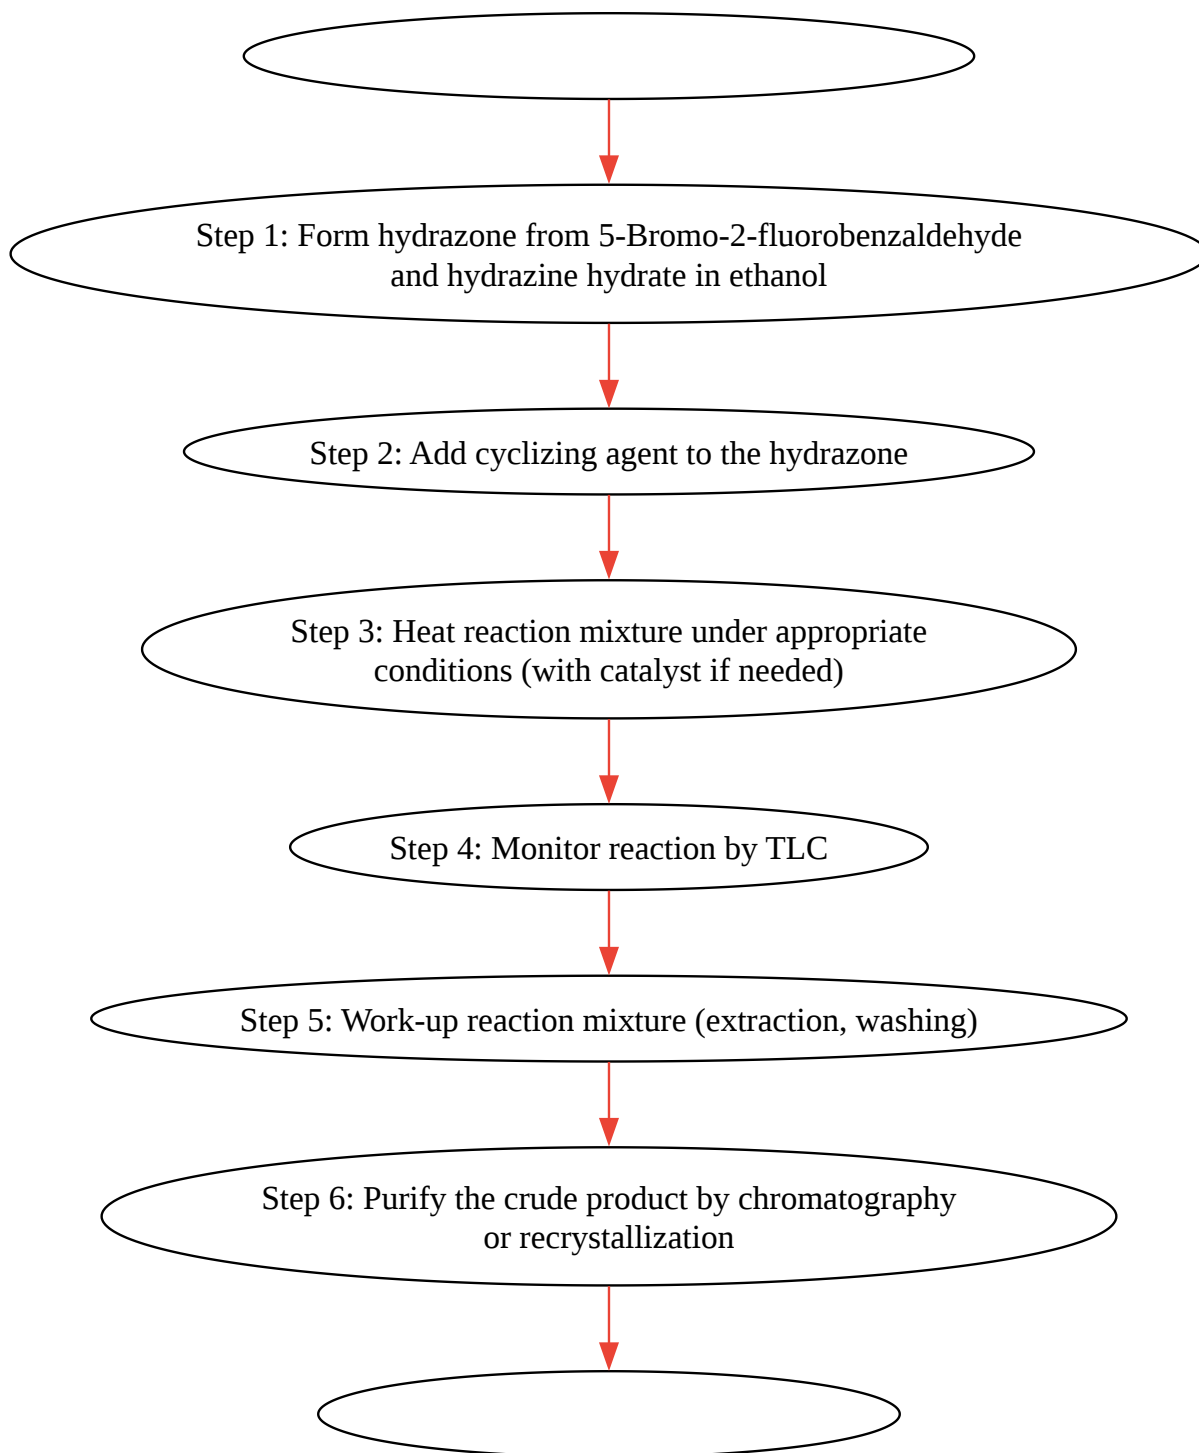 Step 1: Form hydrazone from 5-Bromo-2-fluorobenzaldehyde
and hydrazine hydrate in ethanol
Step 2: Add cyclizing agent to the hydrazone
Step 3: Heat reaction mixture under appropriate
conditions (with catalyst if needed)
Step 4: Monitor reaction by TLC
Step 5: Work-up reaction mixture (extraction, washing)
Step 6: Purify the crude product by chromatography
or recrystallization